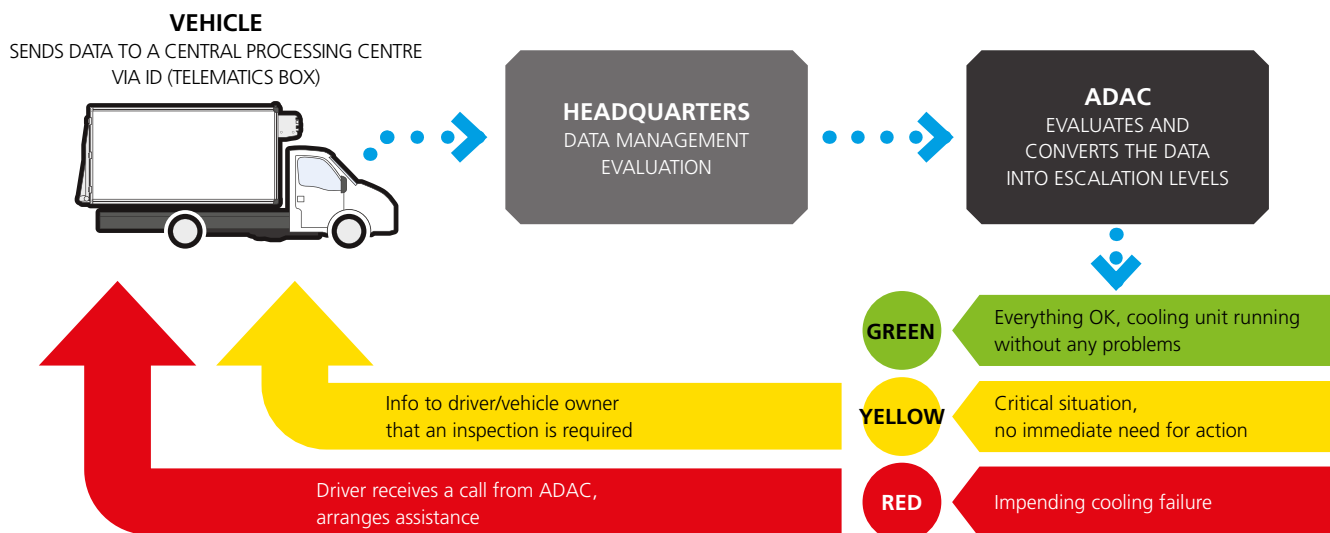 VEHICLE
SENDS DATA TO A CENTRAL PROCESSING CENTRE
VIA ID (TELEMATICS BOX)
HEADQUARTERS
DATA MANAGEMENT
EVALUATION
ADAC
EVALUATES AND
CONVERTS THE DATA
INTO ESCALATION LEVELS
GREEN
Everything OK, cooling unit running
without any problems
Info to driver/vehicle owner
that an inspection is required
YELLOW
Critical situation,
no immediate need for action
Driver receives a call from ADAC,
arranges assistance
RED
Impending cooling failure